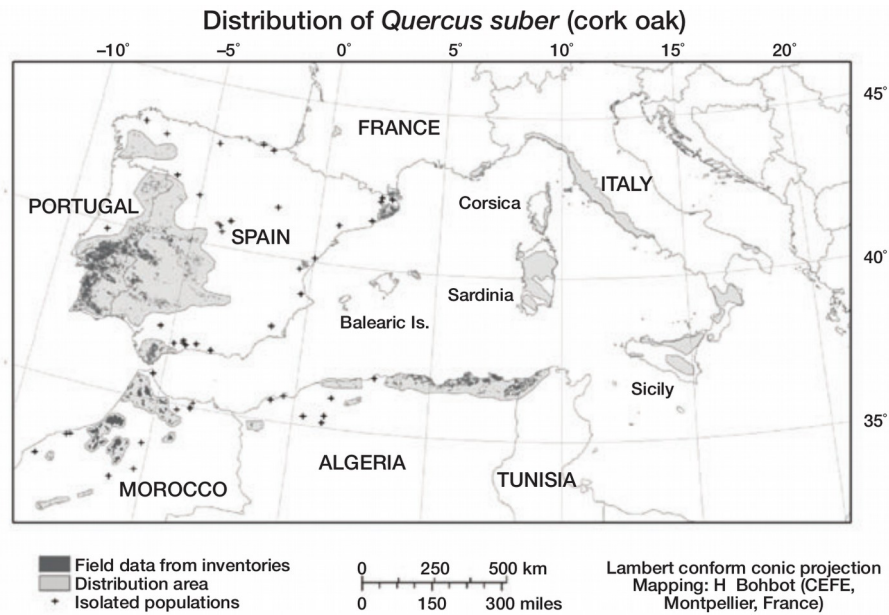 Distribution of Quercus suber (cork oak)
-10° -5° 0° 5° 10° 15° 20°
45°
FRANCE
ITALY
PORTUGAL
Corsica
SPAIN
40°
Sardinia
Balearic Is.
Sicily
35°
ALGERIA
TUNISIA
MOROCCO
Field data from inventories
Distribution area
Isolated populations
0 250 500 km
0 150 300 miles
Lambert conform conic projection
Mapping: H Bohbot (CEFE,
Montpellier, France)